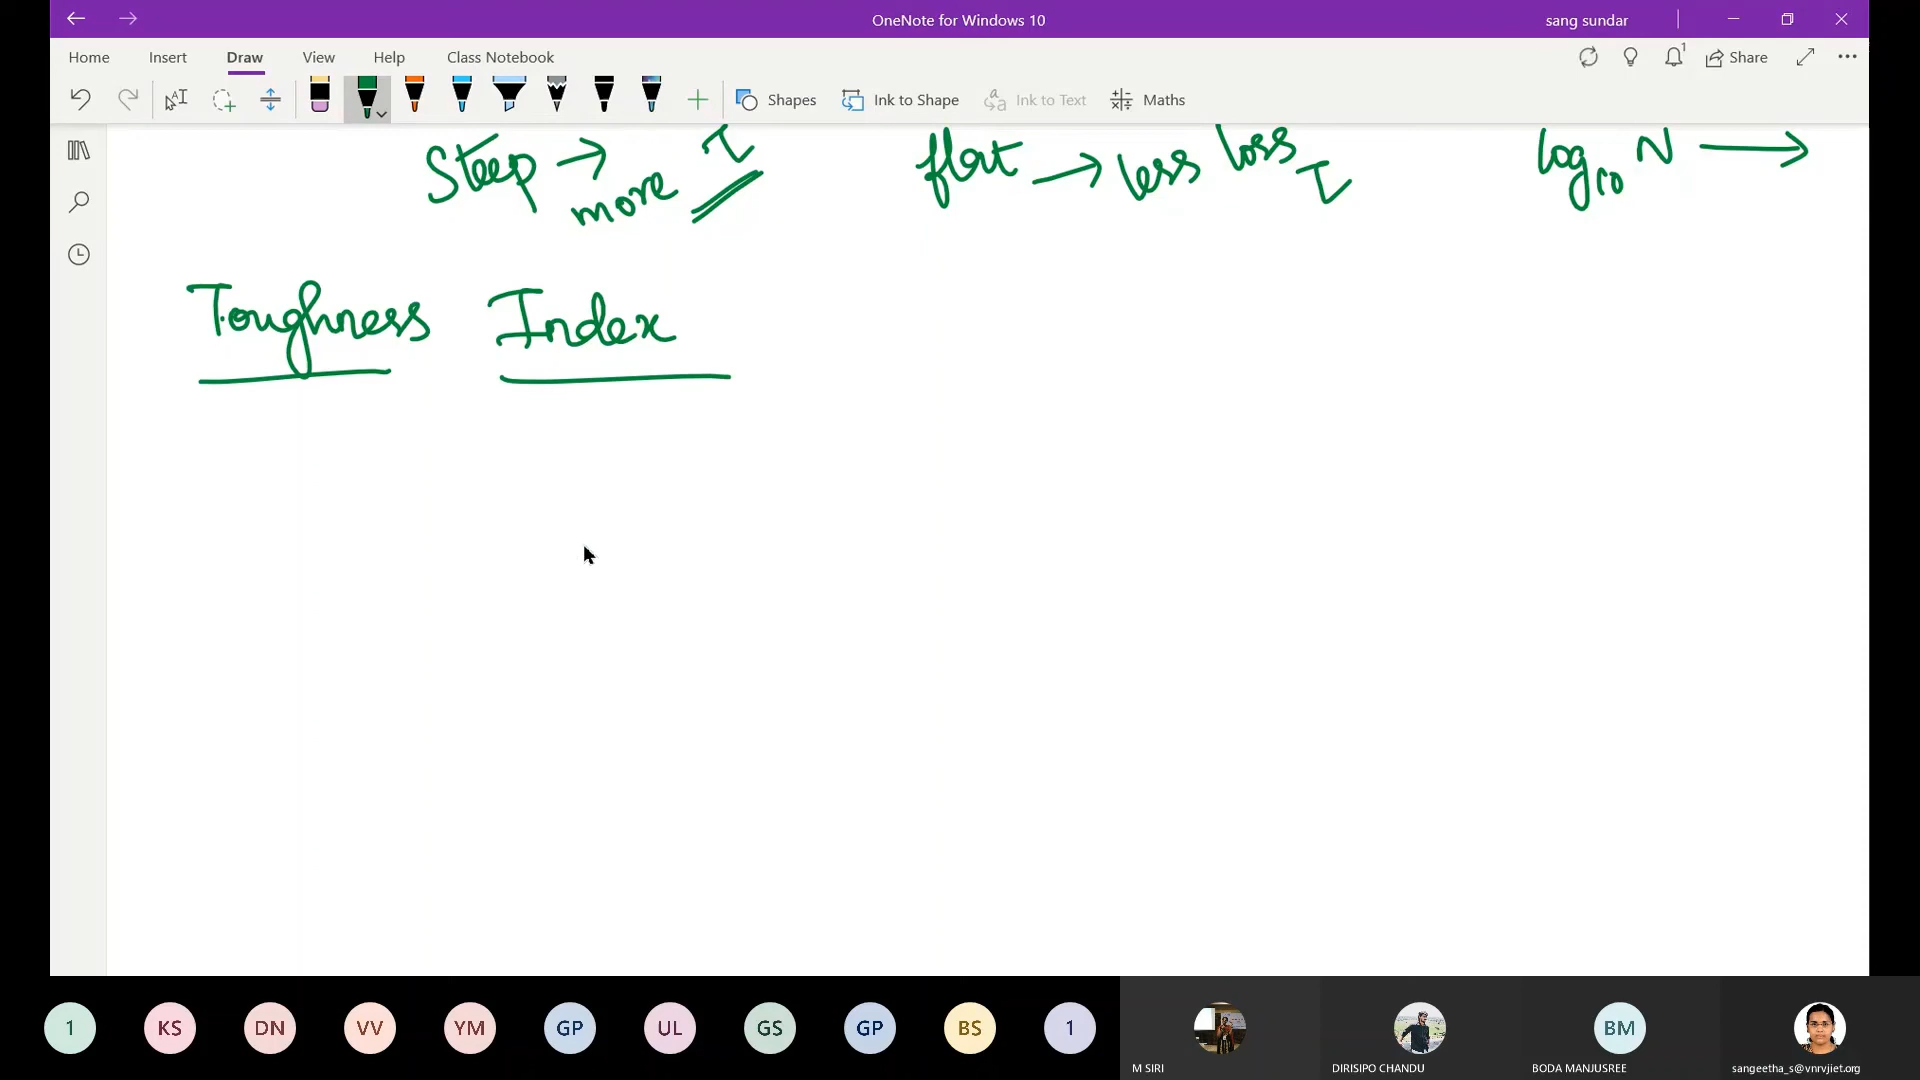 OneNote for Windows 10
sang sundar
Home Insert Draw View Help Class Notebook
1 Share
Shapes Ink to Shape Ink to Text Maths
Steep → more I
flat → less loss I
log10 N →
Toughness Index
1 KS DN VV YM GP UL GS GP BS 1 BM
M SIRI DIRISIPO CHANDU BODA MANJUSREE sangeetha_s@vnrvjiet.org